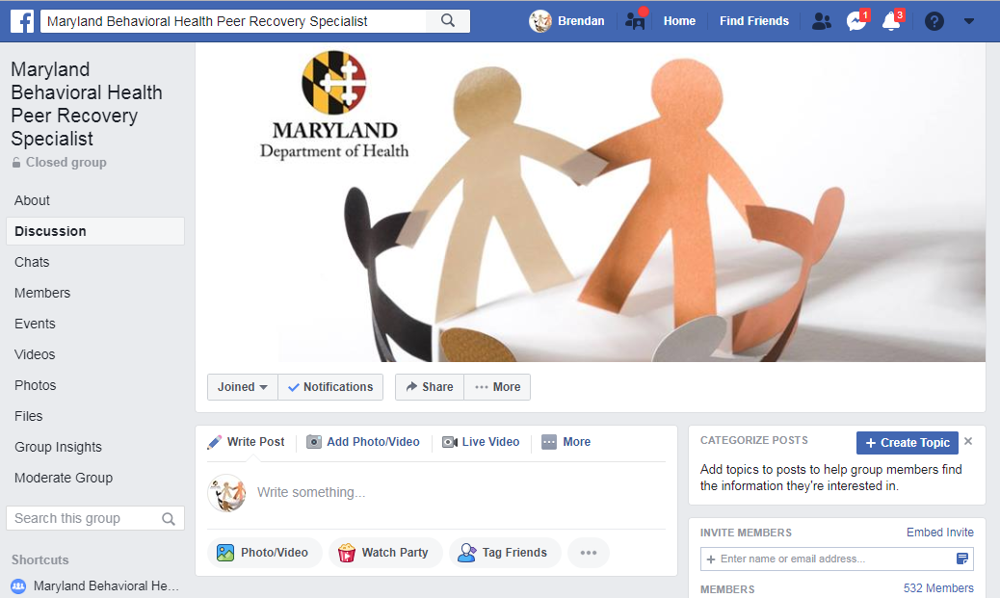 Maryland Behavioral Health Peer Recovery Specialist
Brendan
Home
Find Friends
1
3
?
Maryland
Behavioral Health
Peer Recovery
Specialist
Closed group
About
Discussion
Chats
Members
Events
Videos
Photos
Files
Group Insights
Moderate Group
Search this group
Shortcuts
Maryland Behavioral He...
MARYLAND
Department of Health
Joined
Notifications
Share
More
Write Post
Add Photo/Video
Live Video
More
Write something...
Photo/Video
Watch Party
Tag Friends
CATEGORIZE POSTS
+ Create Topic
Add topics to posts to help group members find
the information they're interested in.
INVITE MEMBERS
Embed Invite
+ Enter name or email address...
MEMBERS
532 Members